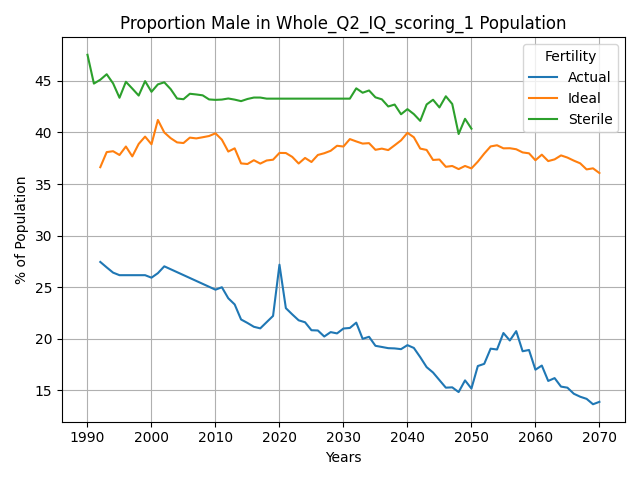 Proportion Male in Whole_Q2_IQ_scoring_1 Population
Fertility
Actual
Ideal
Sterile
% of Population
45
40
35
30
25
20
15
1990 2000 2010 2020 2030 2040 2050 2060 2070
Years